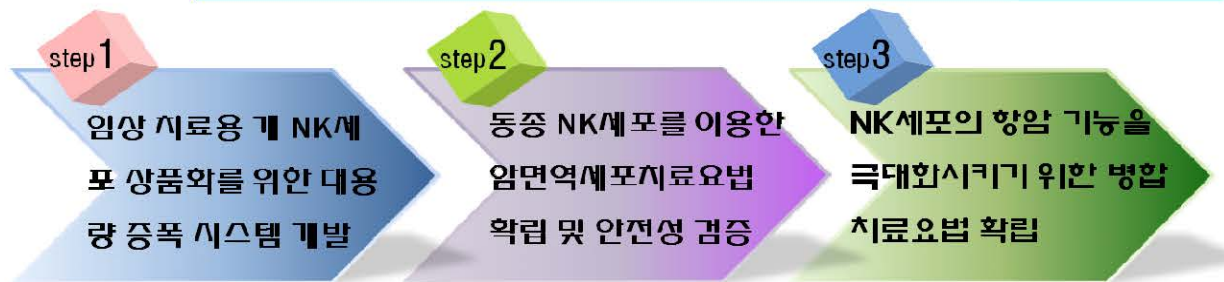 step1
임상 치료용 개 NK세
포 상품화를 위한 대용
량 증폭 시스템 개발
step2
동종 NK세포를 이용한
암면역세포치료요법
확립 및 안전성 검증
step3
NK세포의 항암 기능을
극대화시키기 위한 병합
치료요법 확립